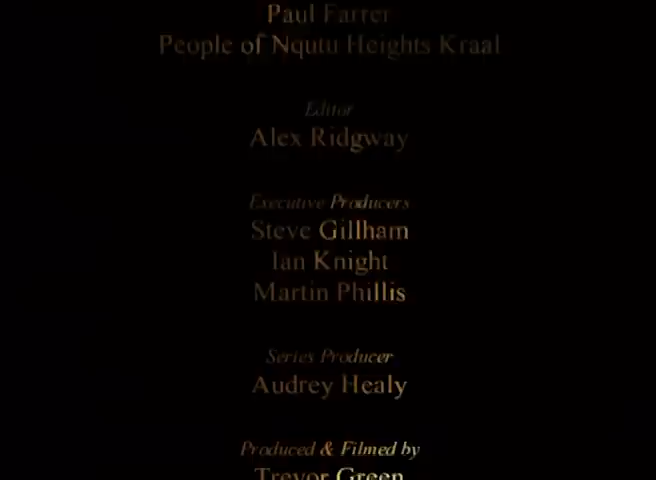 Paul Farrer
People of Nqutu Heights Kraal
Editor
Alex Ridgway
Executive Producers
Steve Gillham
Ian Knight
Martin Phillis
Series Producer
Audrey Healy
Produced & Filmed by
Trevor Green